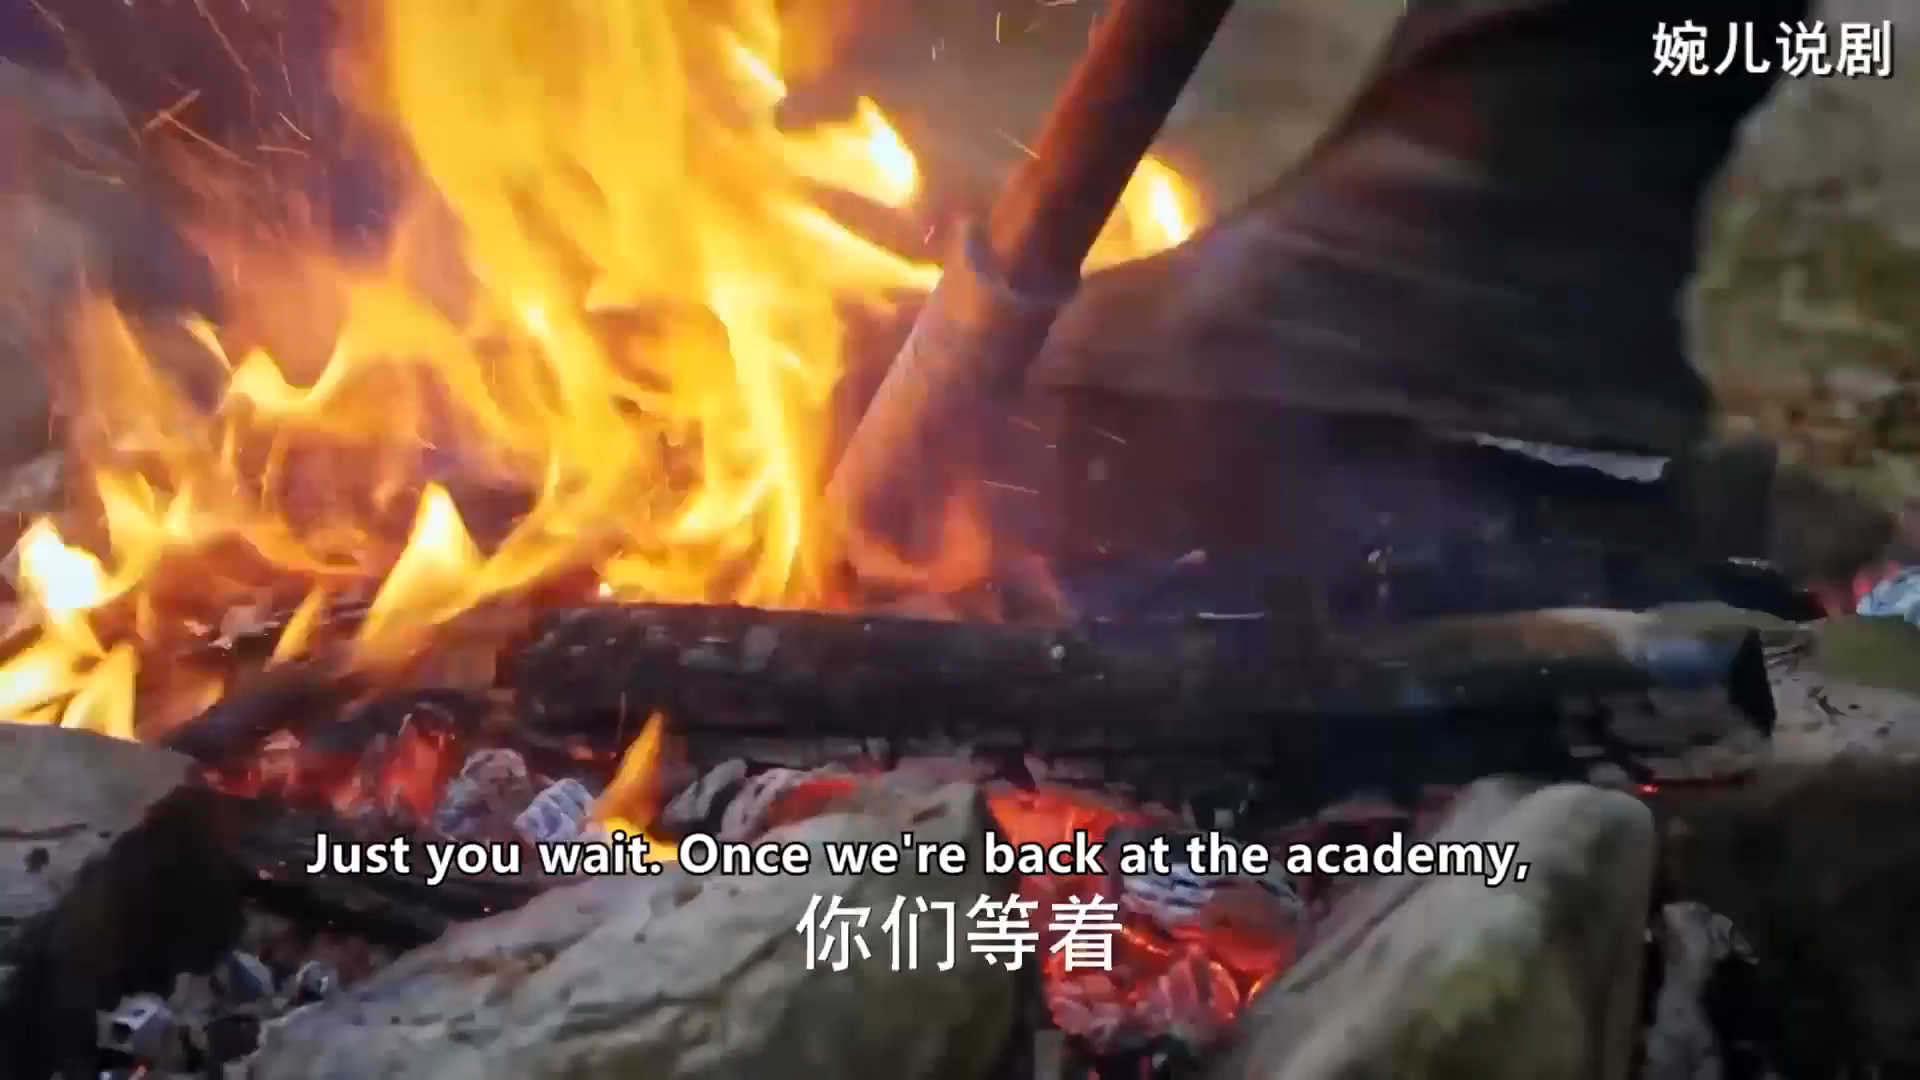 婉儿说剧
Just you wait. Once we're back at the academy,
你们等着